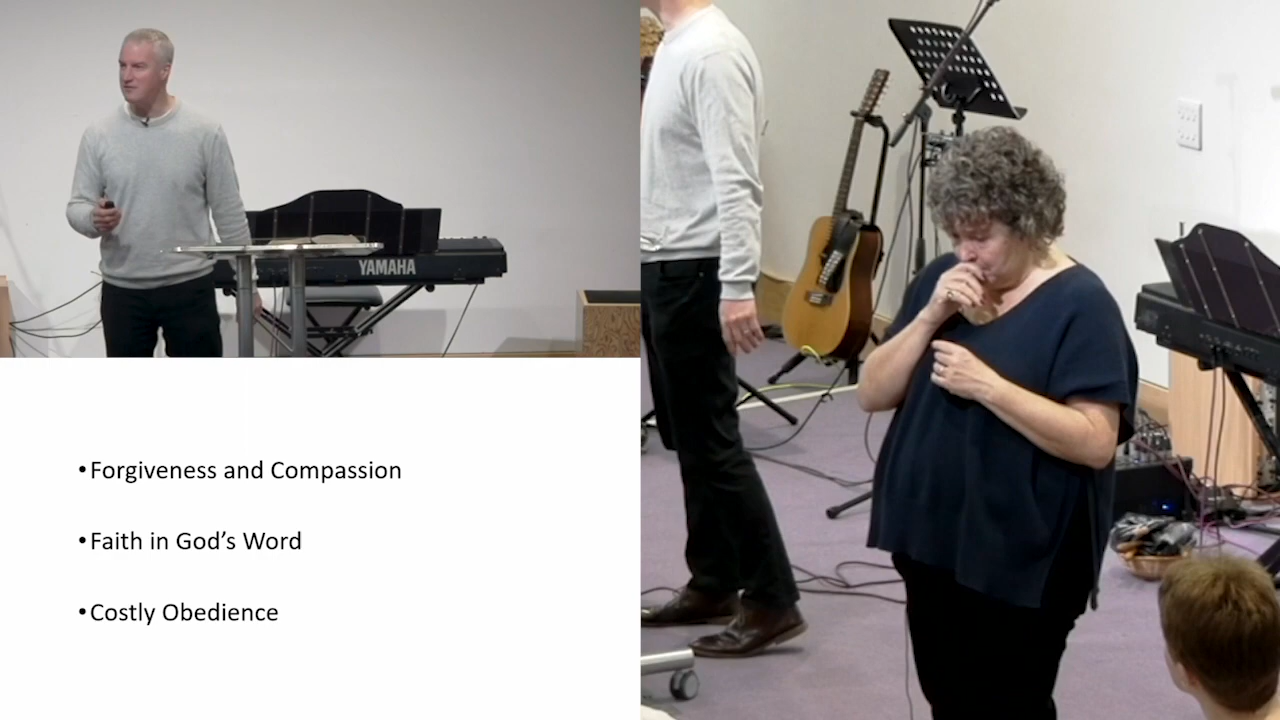 YAMAHA
•Forgiveness and Compassion
•Faith in God’s Word
•Costly Obedience